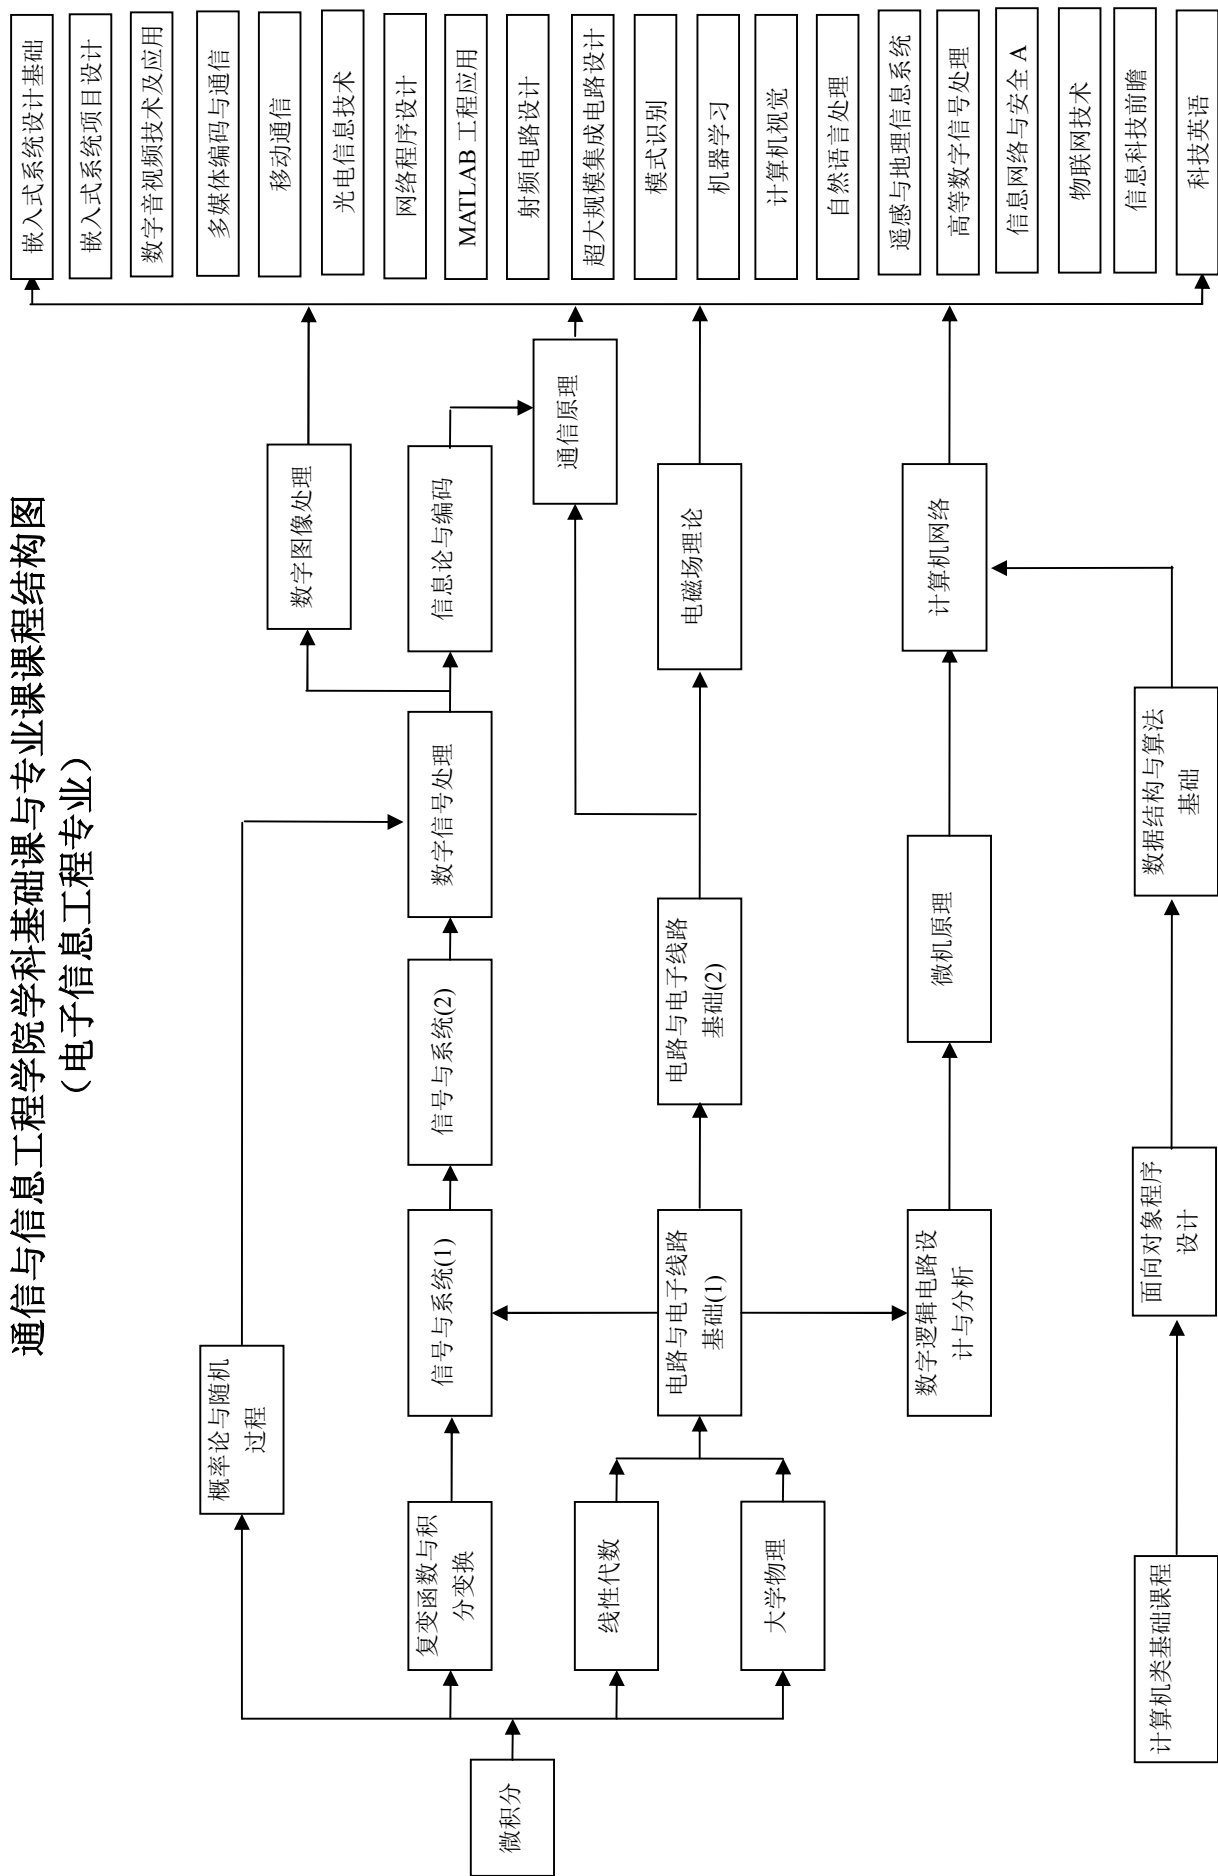 通信与信息工程学院学科基础课与专业课课程结构图
（电子信息工程专业）
微积分
概率论与随机
过程
复变函数与积
分变换
线性代数
大学物理
计算机类基础课程
信号与系统(1)
电路与电子线路
基础(1)
数字逻辑电路设
计与分析
面向对象程序
设计
信号与系统(2)
电路与电子线路
基础(2)
微机原理
数据结构与算法
基础
数字信号处理
数字图像处理
信息论与编码
通信原理
电磁场理论
计算机网络
嵌入式系统设计基础
嵌入式系统项目设计
数字音视频技术及应用
多媒体编码与通信
移动通信
光电信息技术
网络程序设计
MATLAB 工程应用
射频电路设计
超大规模集成电路设计
模式识别
机器学习
计算机视觉
自然语言处理
遥感与地理信息系统
高等数字信号处理
信息网络与安全 A
物联网技术
信息科技前瞻
科技英语